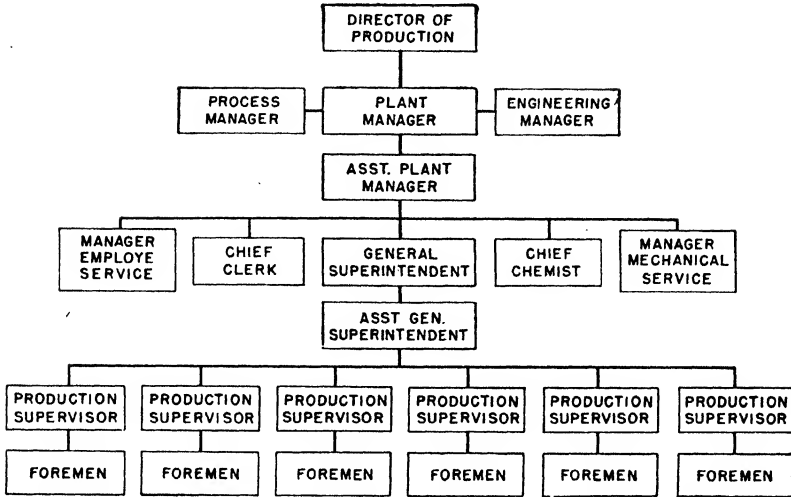 DIRECTOR OF
PRODUCTION
PROCESS
MANAGER
PLANT
MANAGER
ENGINEERING
MANAGER
ASST. PLANT
MANAGER
MANAGER
EMPLOYE
SERVICE
CHIEF
CLERK
GENERAL
SUPERINTENDENT
CHIEF
CHEMIST
MANAGER
MECHANICAL
SERVICE
ASST GEN.
SUPERINTENDENT
PRODUCTION
SUPERVISOR
PRODUCTION
SUPERVISOR
PRODUCTION
SUPERVISOR
PRODUCTION
SUPERVISOR
PRODUCTION
SUPERVISOR
PRODUCTION
SUPERVISOR
FOREMEN
FOREMEN
FOREMEN
FOREMEN
FOREMEN
FOREMEN